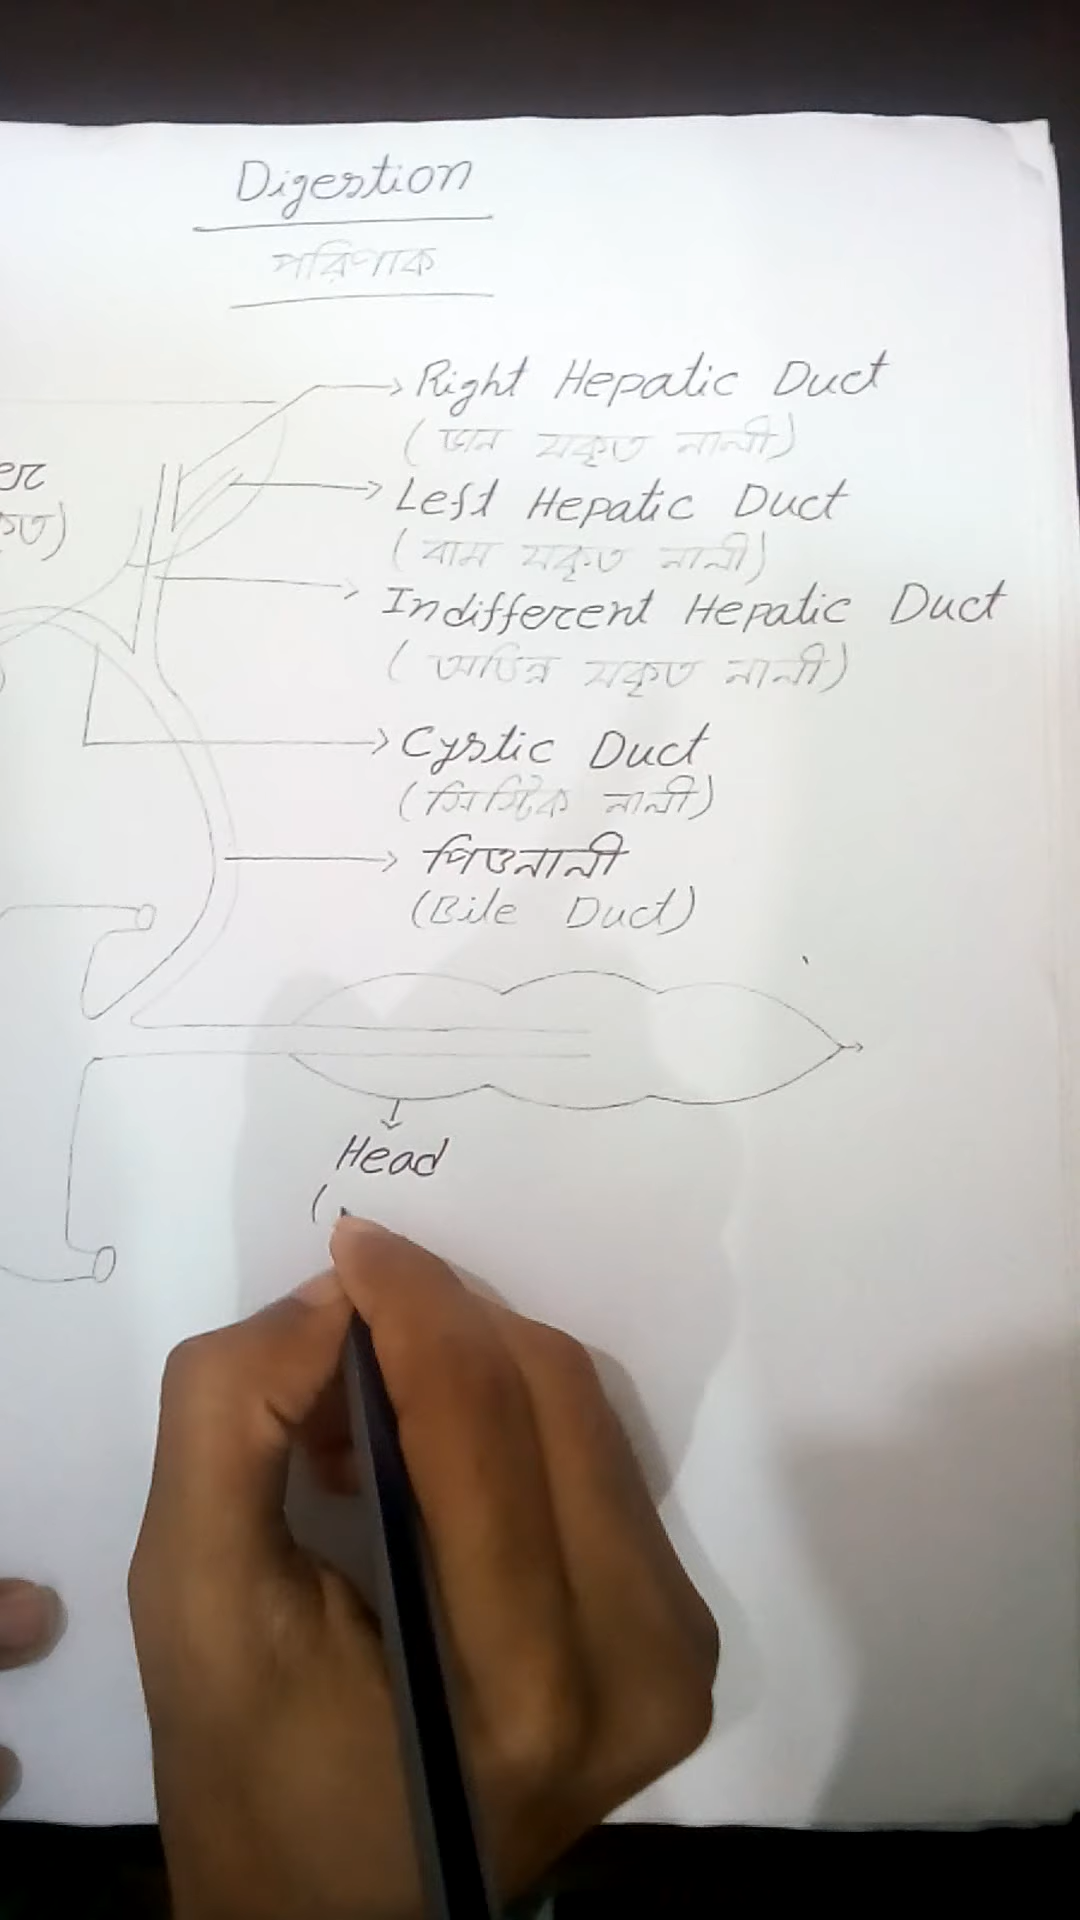 Digestion
পরিপাক
Right Hepatic Duct
(ডান যকৃত নালী)
Left Hepatic Duct
(বাম যকৃত নালী)
Indifferent Hepatic Duct
(অভিন্ন যকৃত নালী)
Cystic Duct
(সিস্টিক নালী)
পিত্তনালী
(Bile Duct)
Head
(